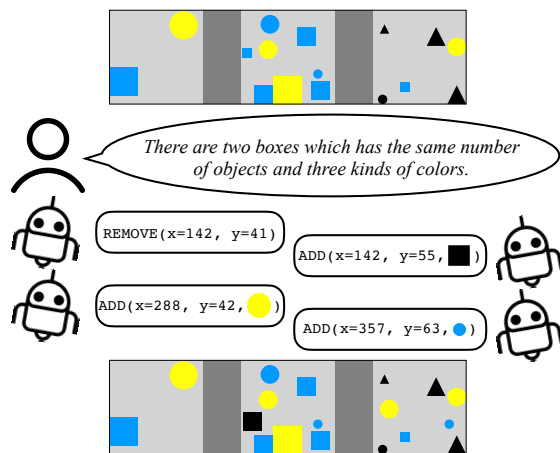 There are two boxes which has the same number
of objects and three kinds of colors.
REMOVE(x=142, y=41)
ADD(x=142, y=55, )
ADD(x=288, y=42, )
ADD(x=357, y=63, )